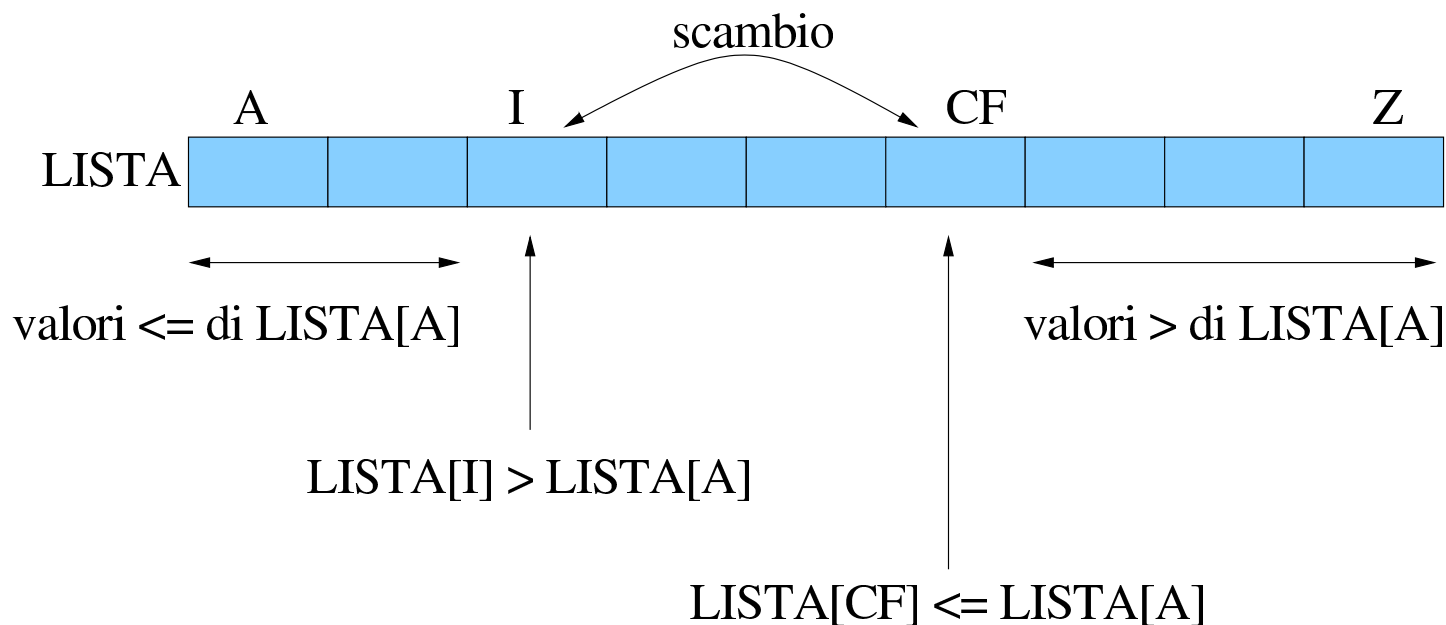 scambio
A I CF Z
LISTA
valori <= di LISTA[A] valori > di LISTA[A]
LISTA[I] > LISTA[A]
LISTA[CF] <= LISTA[A]